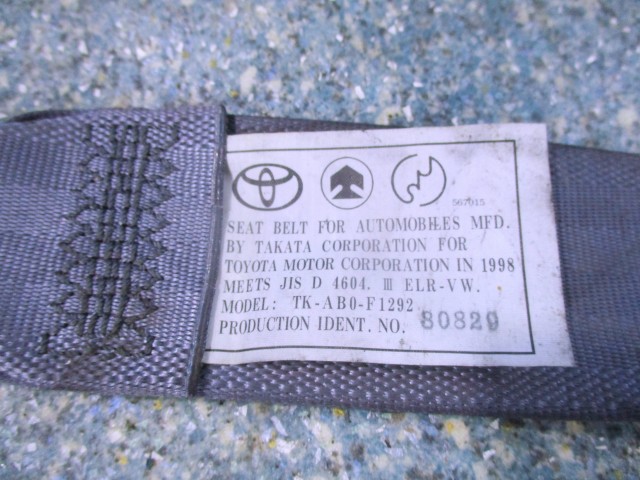 567015
SEAT BELT FOR AUTOMOBILES MFD.
BY TAKATA CORPORATION FOR
TOYOTA MOTOR CORPORATION IN 1998
MEETS JIS D 4604. Ⅲ ELR-VW.
MODEL: TK-AB0-F1292
PRODUCTION IDENT. NO. 80829